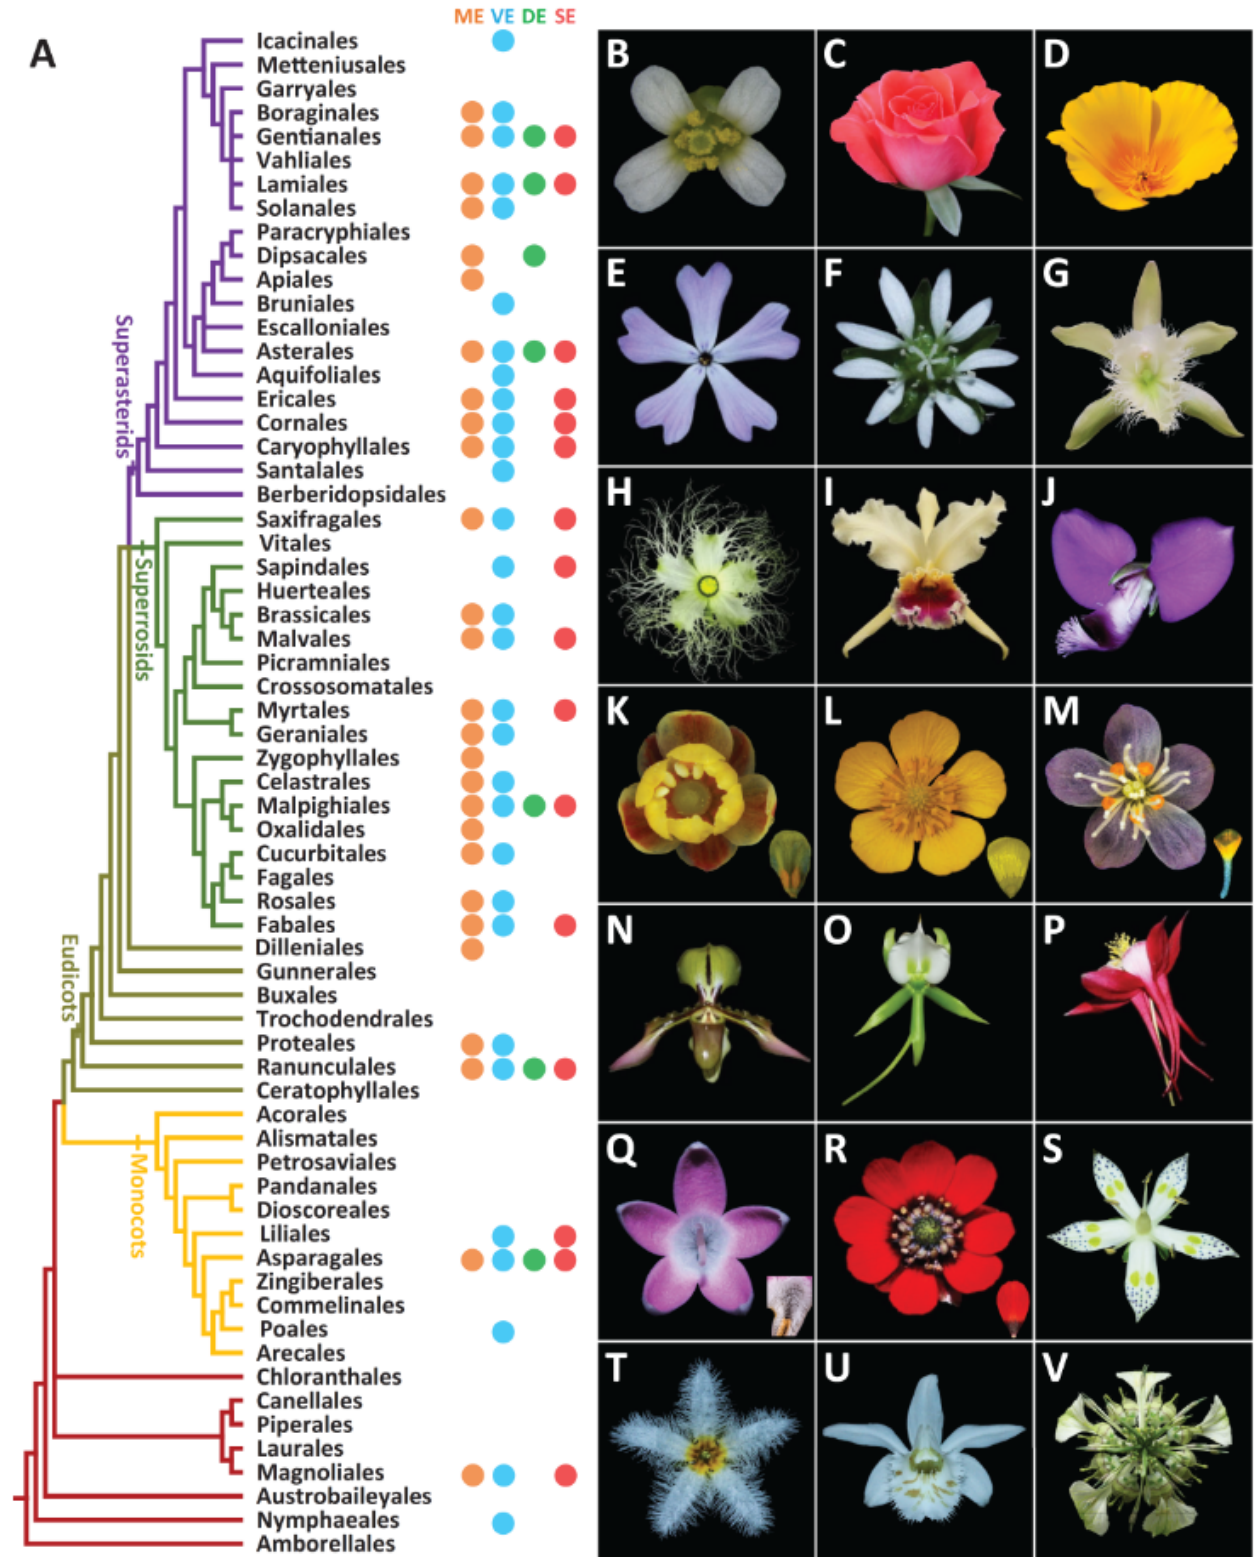 ME VE DE SE
A
Icacinales
Metteniusales
Garryales
Boraginales
Gentianales
Vahliales
Lamiales
Solanales
Paracryphiales
Dipsacales
Apiales
Bruniales
Escalloniales
Asterales
Aquifoliales
Ericales
Cornales
Caryophyllales
Santalales
Berberidopsidales
Saxifragales
Vitales
Sapindales
Huerteales
Brassicales
Malvales
Picramniales
Crossosomatales
Myrtales
Geraniales
Zygophyllales
Celastrales
Malpighiales
Oxalidales
Cucurbitales
Fagales
Rosales
Fabales
Dilleniales
Gunnerales
Buxales
Trochodendrales
Proteales
Ranunculales
Ceratophyllales
Acorales
Alismatales
Petrosaviales
Pandanales
Dioscoreales
Liliales
Asparagales
Zingiberales
Commelinales
Poales
Arecales
Chloranthales
Canellales
Piperales
Laurales
Magnoliales
Austrobaileyales
Nymphaeales
Amborellales
Superasterids
Superrosids
Eudicots
Monocots
B C D
E F G
H I J
K L M
N O P
Q R S
T U V